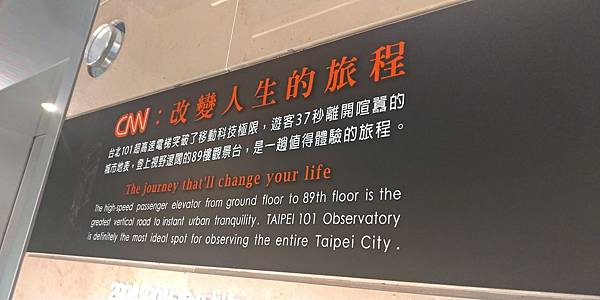 CNN：改變人生的旅程
台北101超高速電梯突破了移動科技極限，遊客37秒離開喧囂的
城市地表，登上視野遼闊的89樓觀景台，是一趟值得體驗的旅程。
The journey that'll change your life
The high-speed passenger elevator from ground floor to 89th floor is the
greatest vertical road to instant urban tranquility. TAIPEI 101 Observatory
is definitely the most ideal spot for observing the entire Taipei City.